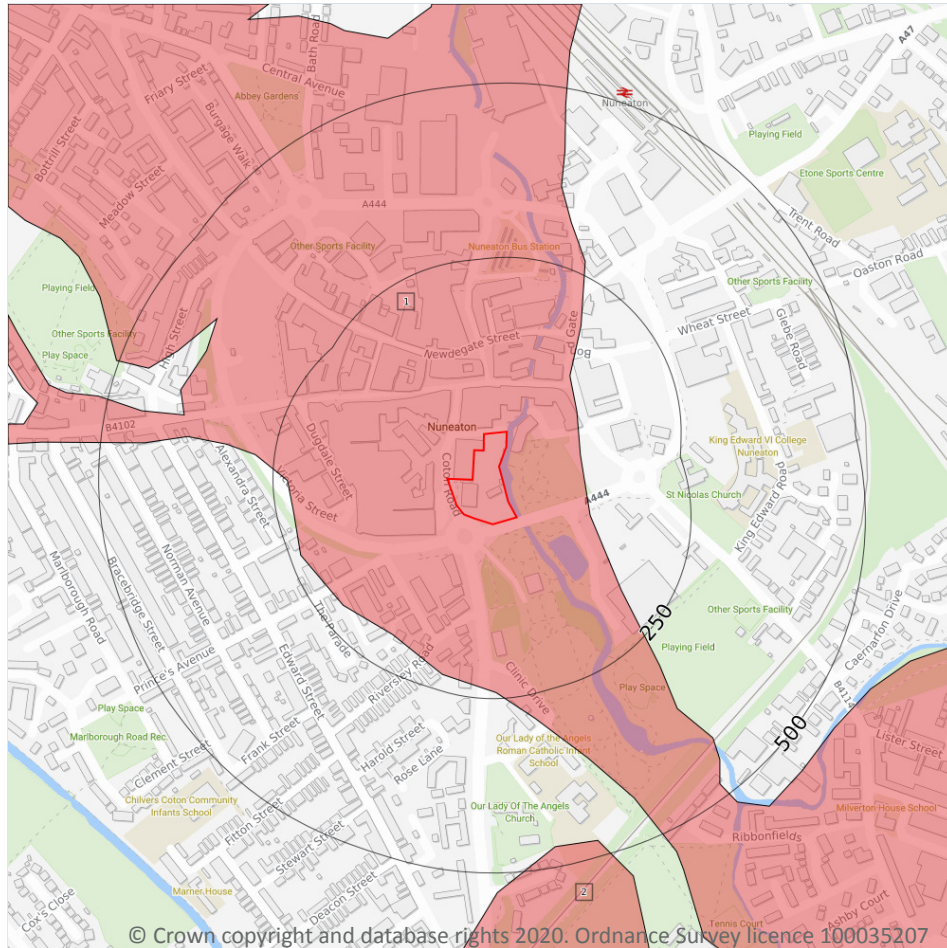 Bath Road
A47
Central Avenue
Friary Street
Abbey Gardens
Nuneaton
Burgage Walk
Playing Field
Bottrill Street
Etone Sports Centre
Meadow Street
A444
Trent Road
Other Sports Facility
Nuneaton Bus Station
Oaston Road
Playing Field
Other Sports Facility
1
Wheat Street
Glebe Road
Other Sports Facility
d Gate
Bo
High Street
Newdegate Street
Play Space
B4102
Nuneaton
King Edward VI College
Nuneaton
Dugdale Street
Alexandra Street
Coton Road
Victoria Street
A444
St Nicolas Church
King Edward Road
Norman Avenue
Bracebridge Street
Marlborough Road
The Parade
250
Other Sports Facility
Caernarfon Drive
Playing Field
Prince's Avenue
Edward Street
Riversley Road
Clinic Drive
Play Space
B4114
Play Space
Marlborough Road Rec
500
Frank Street
Harold Street
Our Lady of the Angels
Roman Catholic Infant
School
Lister Street
Clement Street
Rose Lane
Chilvers Coton Community
Infants School
Fitton Street
Our Lady Of The Angels
Church
Milverton House School
Stewart Street
Ribbonfields
Manner House
Deacon Street
2
Cox's Close
Tennis Court
Ashby Court
© Crown copyright and database rights 2020. Ordnance Survey licence 100035207